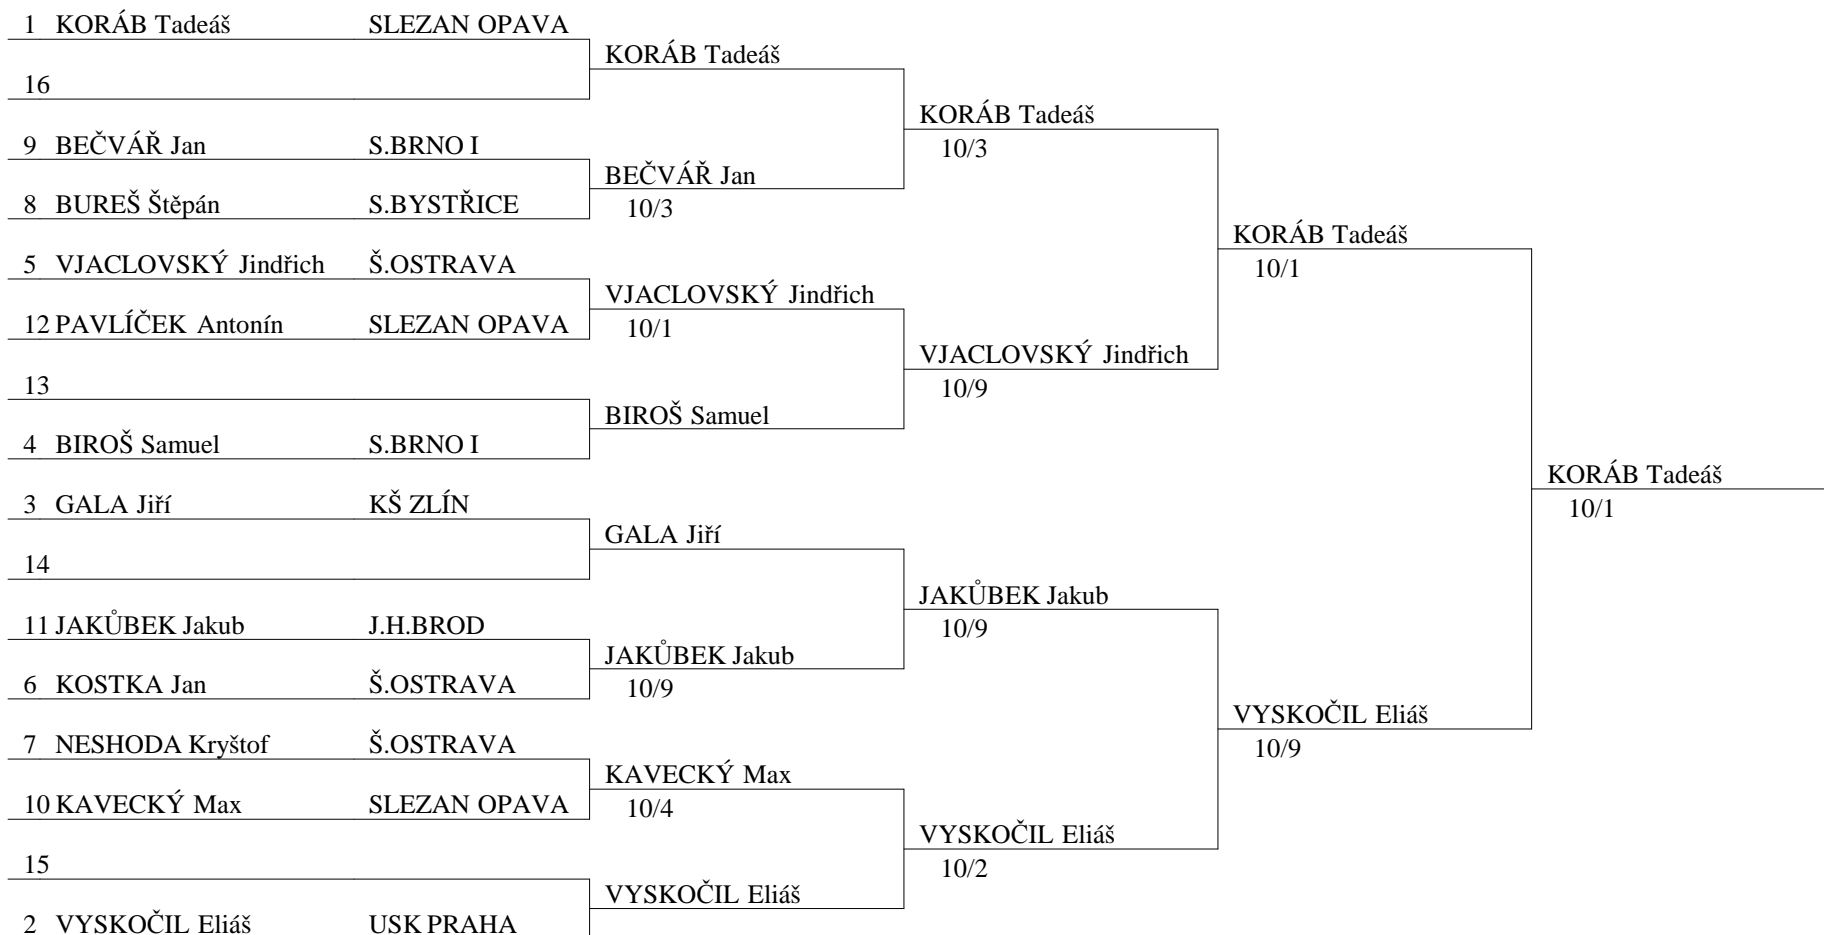 1 KORÁB Tadeáš SLEZAN OPAVA
KORÁB Tadeáš
16
KORÁB Tadeáš
10/3
9 BEČVÁŘ Jan S.BRNO I
BEČVÁŘ Jan
10/3
8 BUREŠ Štěpán S.BYSTŘICE
KORÁB Tadeáš
10/1
5 VJACLOVSKÝ Jindřich Š.OSTRAVA
VJACLOVSKÝ Jindřich
10/1
12 PAVLÍČEK Antonín SLEZAN OPAVA
VJACLOVSKÝ Jindřich
10/9
13
BIROŠ Samuel
4 BIROŠ Samuel S.BRNO I
KORÁB Tadeáš
10/1
3 GALA Jiří KŠ ZLÍN
GALA Jiří
14
JAKŮBEK Jakub
10/9
11 JAKŮBEK Jakub J.H.BROD
JAKŮBEK Jakub
10/9
6 KOSTKA Jan Š.OSTRAVA
VYSKOČIL Eliáš
10/9
7 NESHODA Kryštof Š.OSTRAVA
KAVECKÝ Max
10/4
10 KAVECKÝ Max SLEZAN OPAVA
VYSKOČIL Eliáš
10/2
15
VYSKOČIL Eliáš
2 VYSKOČIL Eliáš USK PRAHA